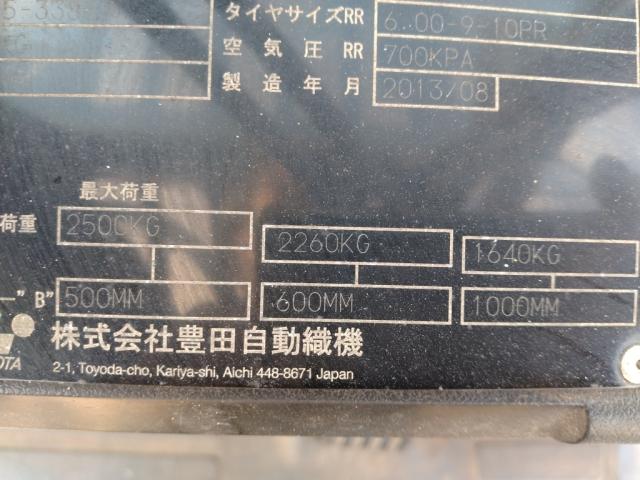 タイヤサイズRR 6.00-9-10PR
空気圧 RR 700KPA
製造年月 2013/08
最大荷重
荷重 2500KG 2260KG 1640KG
" B" 500MM 600MM 1000MM
株式会社豊田自動織機
2-1, Toyoda-cho, Kariya-shi, Aichi 448-8671 Japan